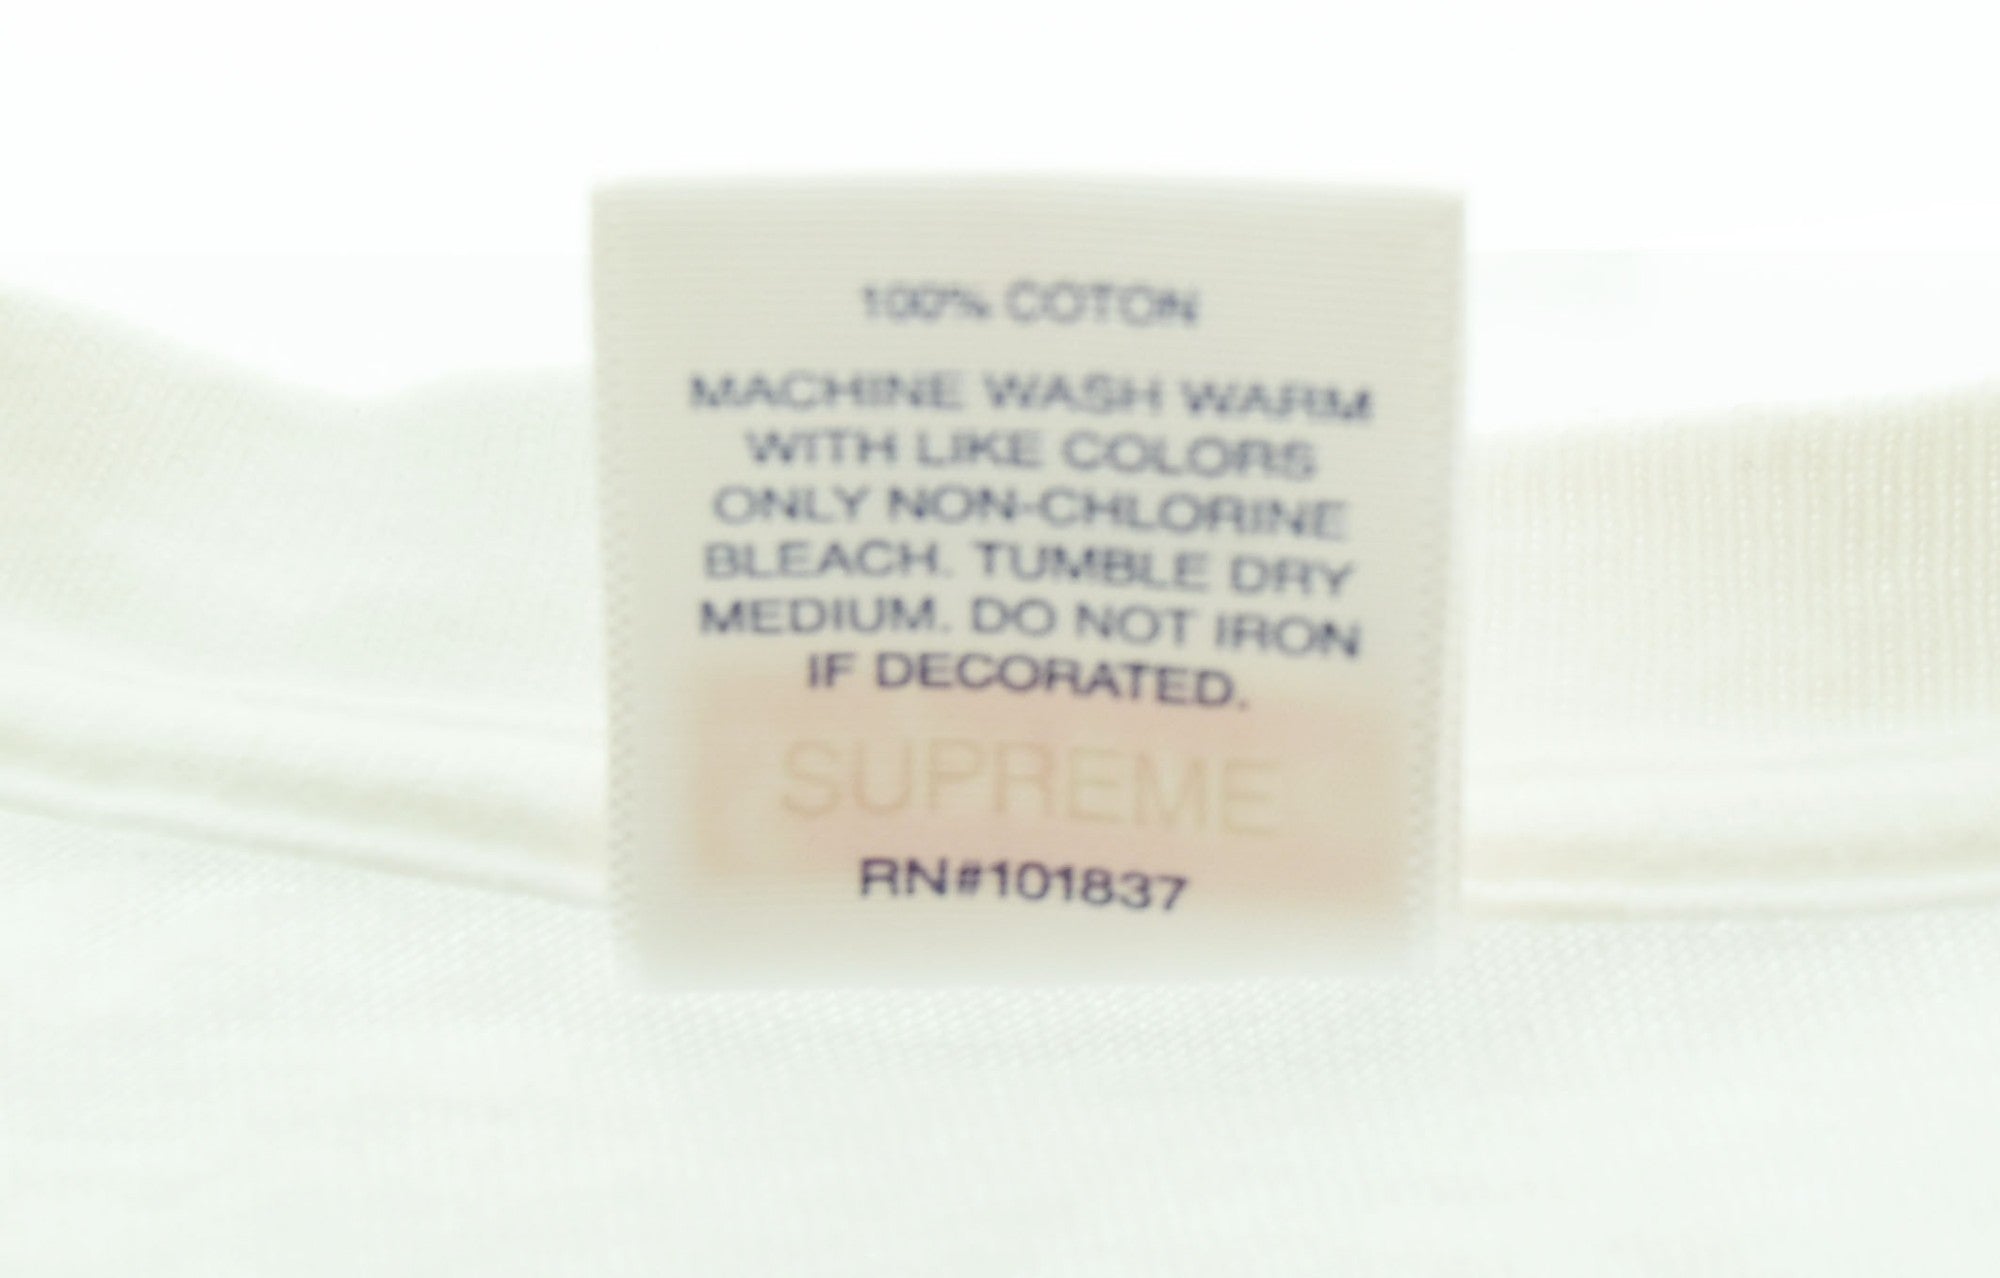 100% COTON
MACHINE WASH WARM
WITH LIKE COLORS
ONLY NON-CHLORINE
BLEACH. TUMBLE DRY
MEDIUM. DO NOT IRON
IF DECORATED.
SUPREME
RN#101837